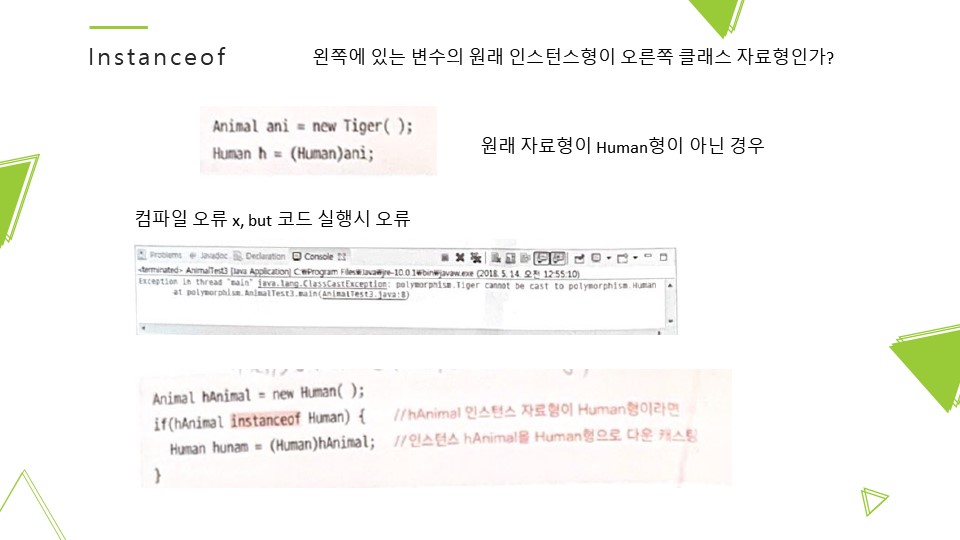 Instanceof
왼쪽에 있는 변수의 원래 인스턴스형이 오른쪽 클래스 자료형인가?
Animal ani = new Tiger( );
Human h = (Human)ani;
원래 자료형이 Human형이 아닌 경우
컴파일 오류 x, but 코드 실행시 오류
Problems Javadoc Declaration Console
<terminated> AnimalTest3 [Java Application] C:₩Program Files₩Java₩jre-10.0.1₩bin₩javaw.exe (2018. 5. 14. 오전 12:55:10)
Exception in thread "main" java.lang.ClassCastException: polymorphism.Tiger cannot be cast to polymorphism.Human
at polymorphism.AnimalTest3.main(AnimalTest3.java:8)
Animal hAnimal = new Human( );
if(hAnimal instanceof Human) { //hAnimal 인스턴스 자료형이 Human형이라면
Human hunam = (Human)hAnimal; //인스턴스 hAnimal을 Human형으로 다운 캐스팅
}